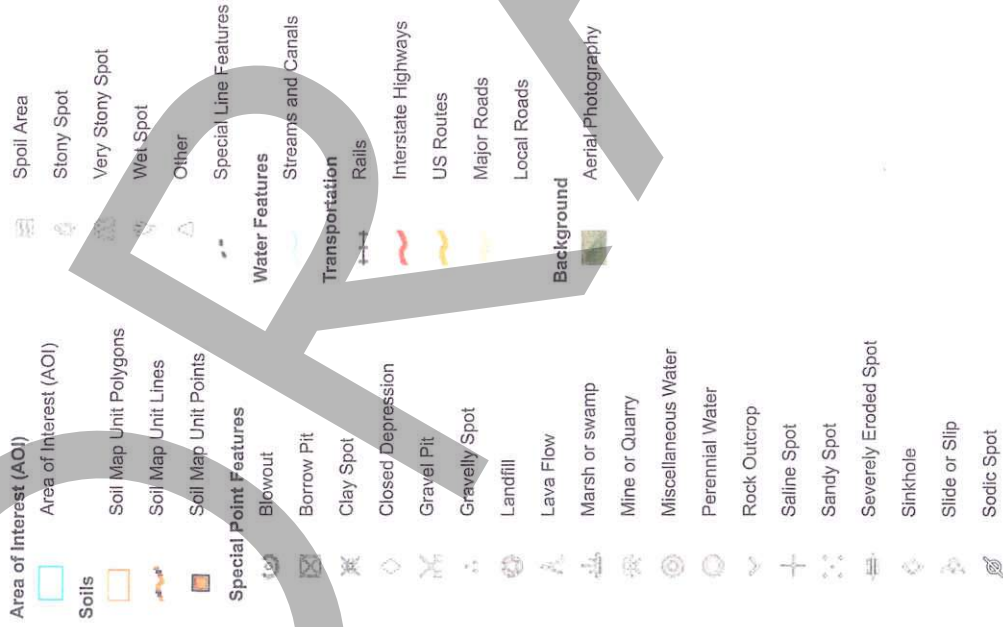 Area of Interest (AOI)
Area of Interest (AOI)
Soils
Soil Map Unit Polygons
Soil Map Unit Lines
Soil Map Unit Points
Special Point Features
Blowout
Borrow Pit
Clay Spot
Closed Depression
Gravel Pit
Gravelly Spot
Landfill
Lava Flow
Marsh or swamp
Mine or Quarry
Miscellaneous Water
Perennial Water
Rock Outcrop
Saline Spot
Sandy Spot
Severely Eroded Spot
Sinkhole
Slide or Slip
Sodic Spot
Spoil Area
Stony Spot
Very Stony Spot
Wet Spot
Other
Special Line Features
Water Features
Streams and Canals
Transportation
Rails
Interstate Highways
US Routes
Major Roads
Local Roads
Background
Aerial Photography